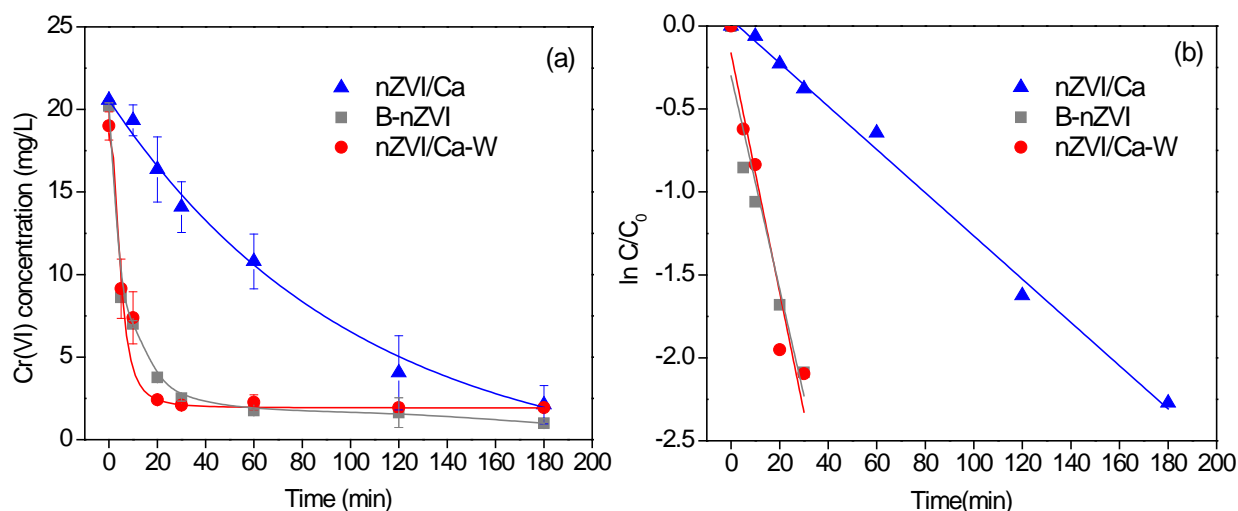 (a)
nZVI/Ca
B-nZVI
nZVI/Ca-W
Cr(VI) concentration (mg/L)
25
20
15
10
5
0
0 20 40 60 80 100 120 140 160 180 200
Time (min)
(b)
nZVI/Ca
B-nZVI
nZVI/Ca-W
ln C/C₀
0.0
-0.5
-1.0
-1.5
-2.0
-2.5
0 20 40 60 80 100 120 140 160 180 200
Time(min)